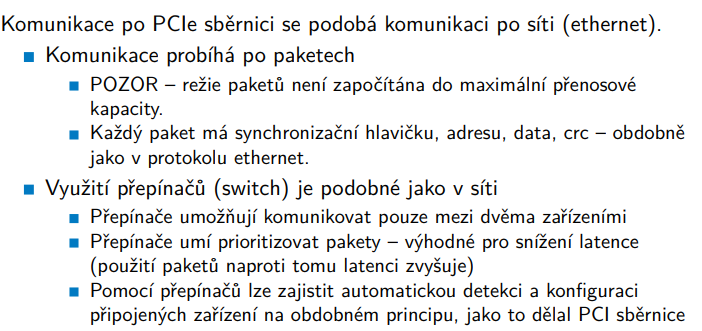 Komunikace po PCIe sběrnici se podobá komunikaci po síti (ethernet).
Komunikace probíhá po paketech
POZOR – režie paketů není započítána do maximální přenosové
kapacity.
Každý paket má synchronizační hlavičku, adresu, data, crc – obdobně
jako v protokolu ethernet.
Využití přepínačů (switch) je podobné jako v síti
Přepínače umožňují komunikovat pouze mezi dvěma zařízeními
Přepínače umí prioritizovat pakety – výhodné pro snížení latence
(použití paketů naproti tomu latenci zvyšuje)
Pomocí přepínačů lze zajistit automatickou detekci a konfiguraci
připojených zařízení na obdobném principu, jako to dělal PCI sběrnice